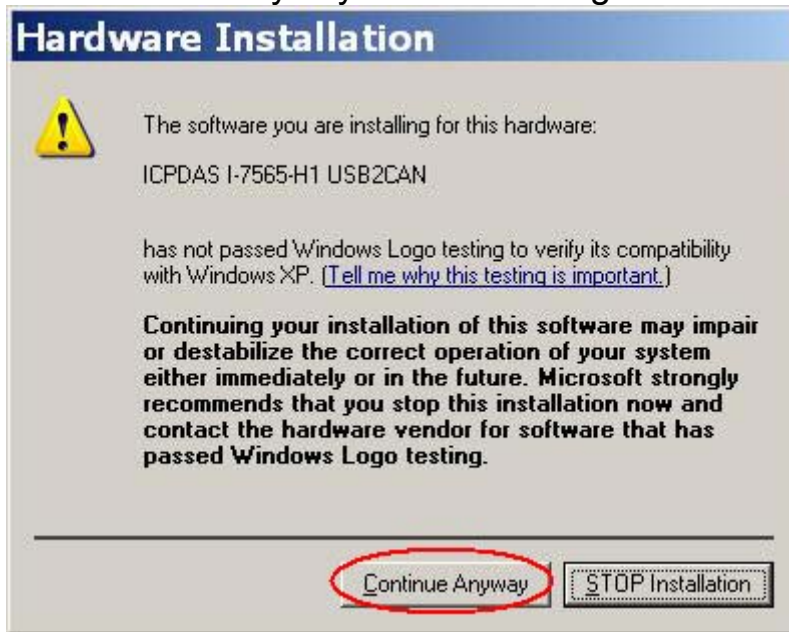 Hardware Installation
The software you are installing for this hardware:
ICPDAS I-7565-H1 USB2CAN
has not passed Windows Logo testing to verify its compatibility
with Windows XP. (Tell me why this testing is important.)
Continuing your installation of this software may impair
or destabilize the correct operation of your system
either immediately or in the future. Microsoft strongly
recommends that you stop this installation now and
contact the hardware vendor for software that has
passed Windows Logo testing.
Continue Anyway STOP Installation